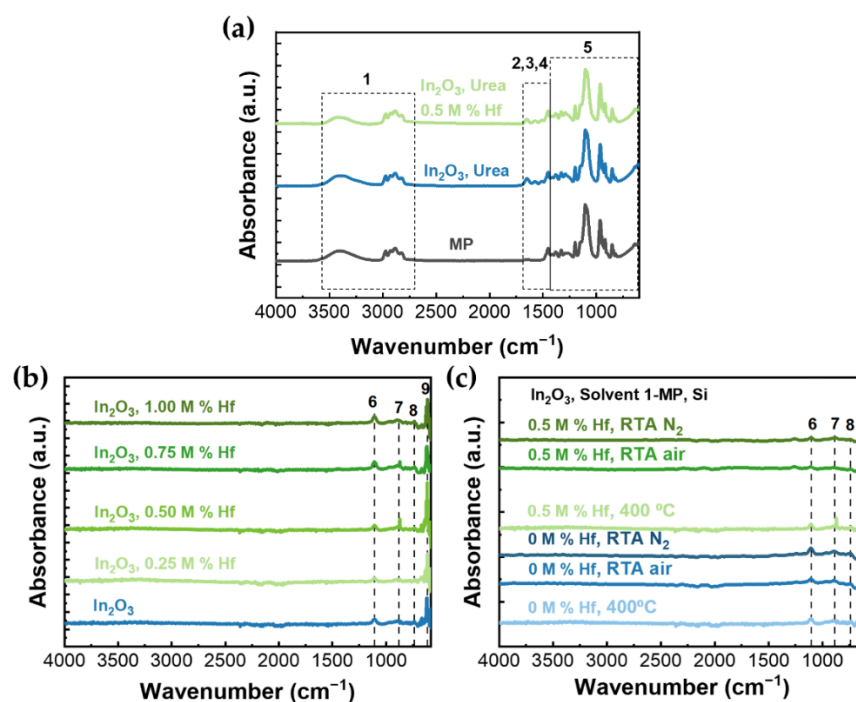 (a)
Absorbance (a.u.)
1
2,3,4
5
In₂O₃, Urea
0.5 M % Hf
In₂O₃, Urea
MP
4000 3500 3000 2500 2000 1500 1000
Wavenumber (cm⁻¹)
(b)
Absorbance (a.u.)
6 7 8 9
In₂O₃, 1.00 M % Hf
In₂O₃, 0.75 M % Hf
In₂O₃, 0.50 M % Hf
In₂O₃, 0.25 M % Hf
In₂O₃
4000 3500 3000 2500 2000 1500 1000
Wavenumber (cm⁻¹)
(c)
Absorbance (a.u.)
In₂O₃, Solvent 1-MP, Si
6 7 8
0.5 M % Hf, RTA N₂
0.5 M % Hf, RTA air
0.5 M % Hf, 400 ºC
0 M % Hf, RTA N₂
0 M % Hf, RTA air
0 M % Hf, 400ºC
4000 3500 3000 2500 2000 1500 1000
Wavenumber (cm⁻¹)